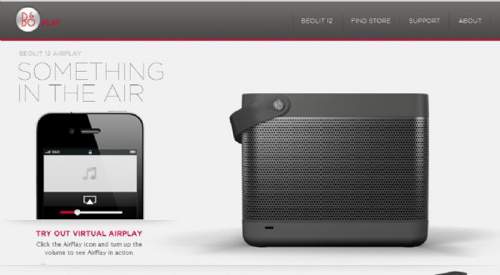 B&O PLAY
BEOLIT 12 FIND STORE SUPPORT ABOUT
BEOLIT 12 AIRPLAY
SOMETHING
IN THE AIR
TRY OUT VIRTUAL AIRPLAY
Click the AirPlay icon and turn up the
volume to see AirPlay in action.